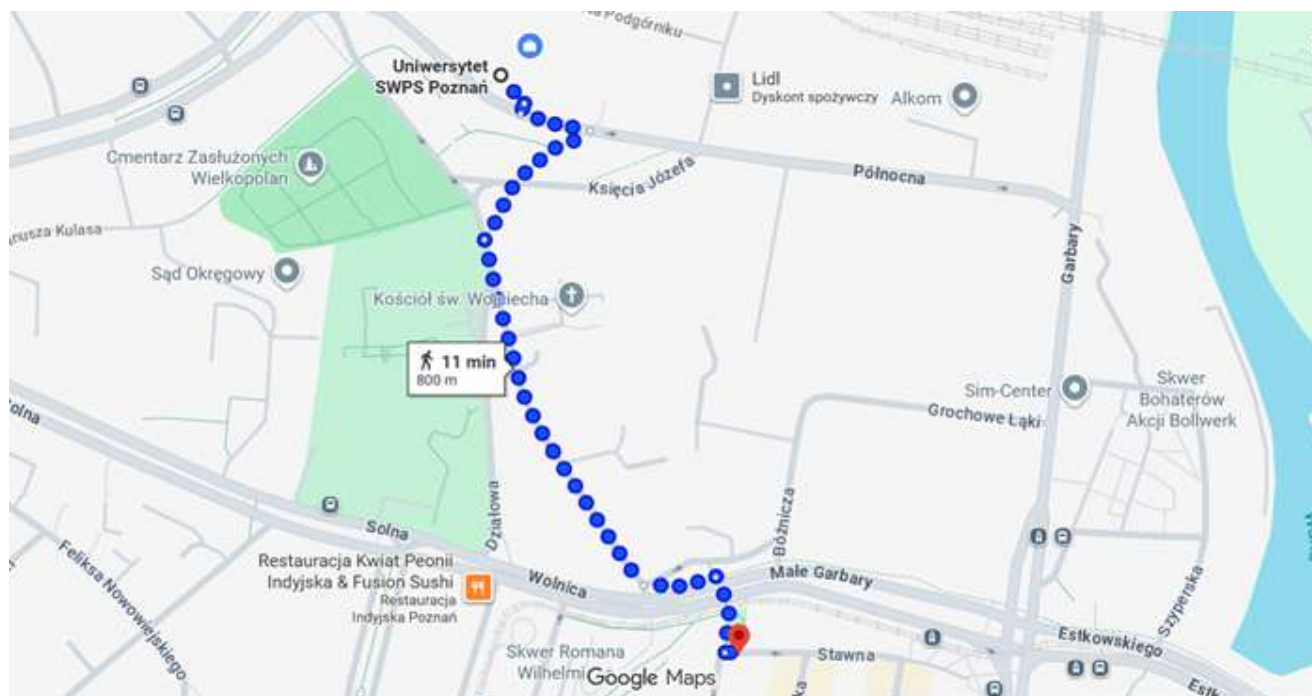 a Podgórniku
Uniwersytet
SWPS Poznań
Lidl
Dyskont spożywczy
Alkom
Cmentarz Zasłużonych
Wielkopolan
Księcia Józefa
Północna
Garbary
nusza Kulasa
Sąd Okręgowy
Kościół św. Wojciecha
11 min
800 m
Sim-Center
Skwer
Bohaterów
Akcji Bollwerk
Grochowe Łąki
Solna
Solna
Działowa
Bóżnicza
Feliksa Nowowiejskiego
Restauracja Kwiat Peonii
Indyjska & Fusion Sushi
Restauracja
Indyjska Poznań
Wolnica
Małe Garbary
Szyperska
Estkowskiego
Stawna
Skwer Romana
Wilhelmi
Google Maps